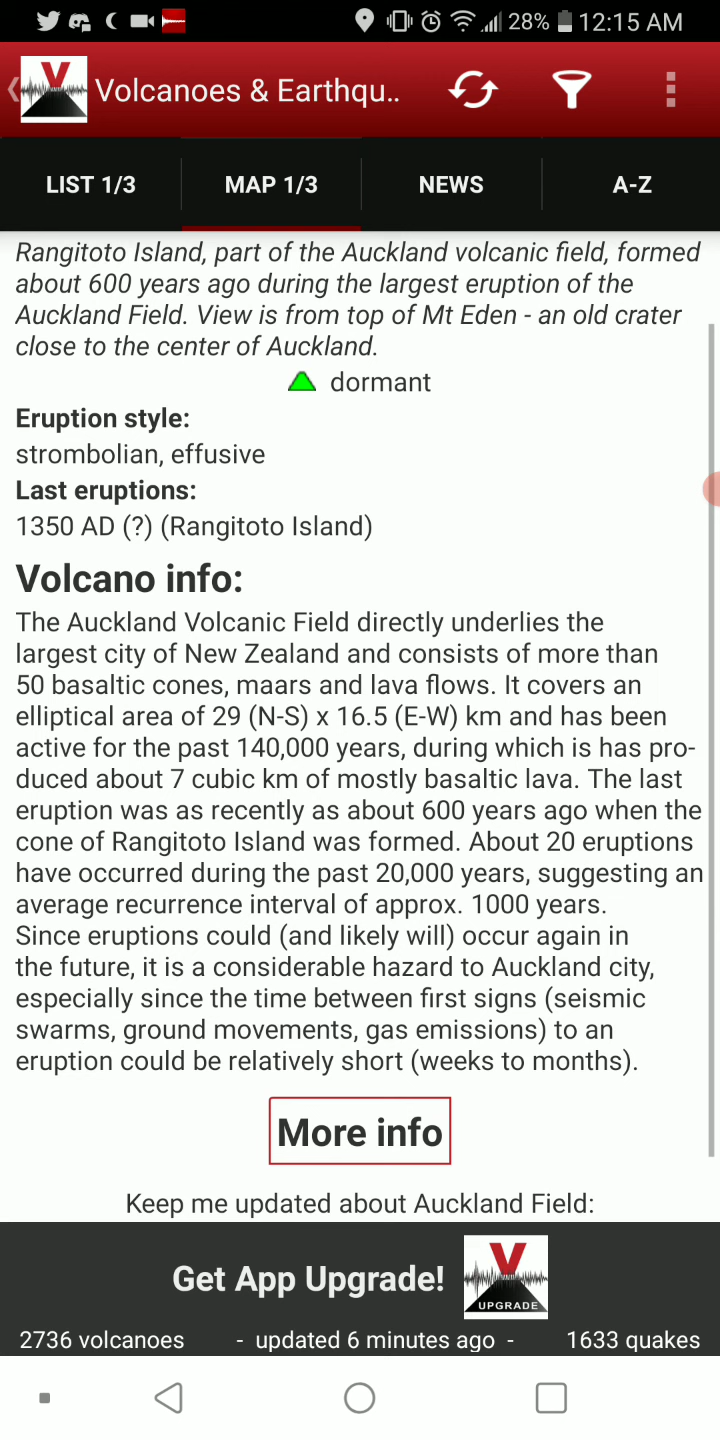 28% 12:15 AM
V Volcanoes & Earthqu..
LIST 1/3 MAP 1/3 NEWS A-Z
Rangitoto Island, part of the Auckland volcanic field, formed
about 600 years ago during the largest eruption of the
Auckland Field. View is from top of Mt Eden - an old crater
close to the center of Auckland.
dormant
Eruption style:
strombolian, effusive
Last eruptions:
1350 AD (?) (Rangitoto Island)
Volcano info:
The Auckland Volcanic Field directly underlies the
largest city of New Zealand and consists of more than
50 basaltic cones, maars and lava flows. It covers an
elliptical area of 29 (N-S) x 16.5 (E-W) km and has been
active for the past 140,000 years, during which is has pro-
duced about 7 cubic km of mostly basaltic lava. The last
eruption was as recently as about 600 years ago when the
cone of Rangitoto Island was formed. About 20 eruptions
have occurred during the past 20,000 years, suggesting an
average recurrence interval of approx. 1000 years.
Since eruptions could (and likely will) occur again in
the future, it is a considerable hazard to Auckland city,
especially since the time between first signs (seismic
swarms, ground movements, gas emissions) to an
eruption could be relatively short (weeks to months).
More info
Keep me updated about Auckland Field:
Get App Upgrade! V
UPGRADE
2736 volcanoes - updated 6 minutes ago - 1633 quakes